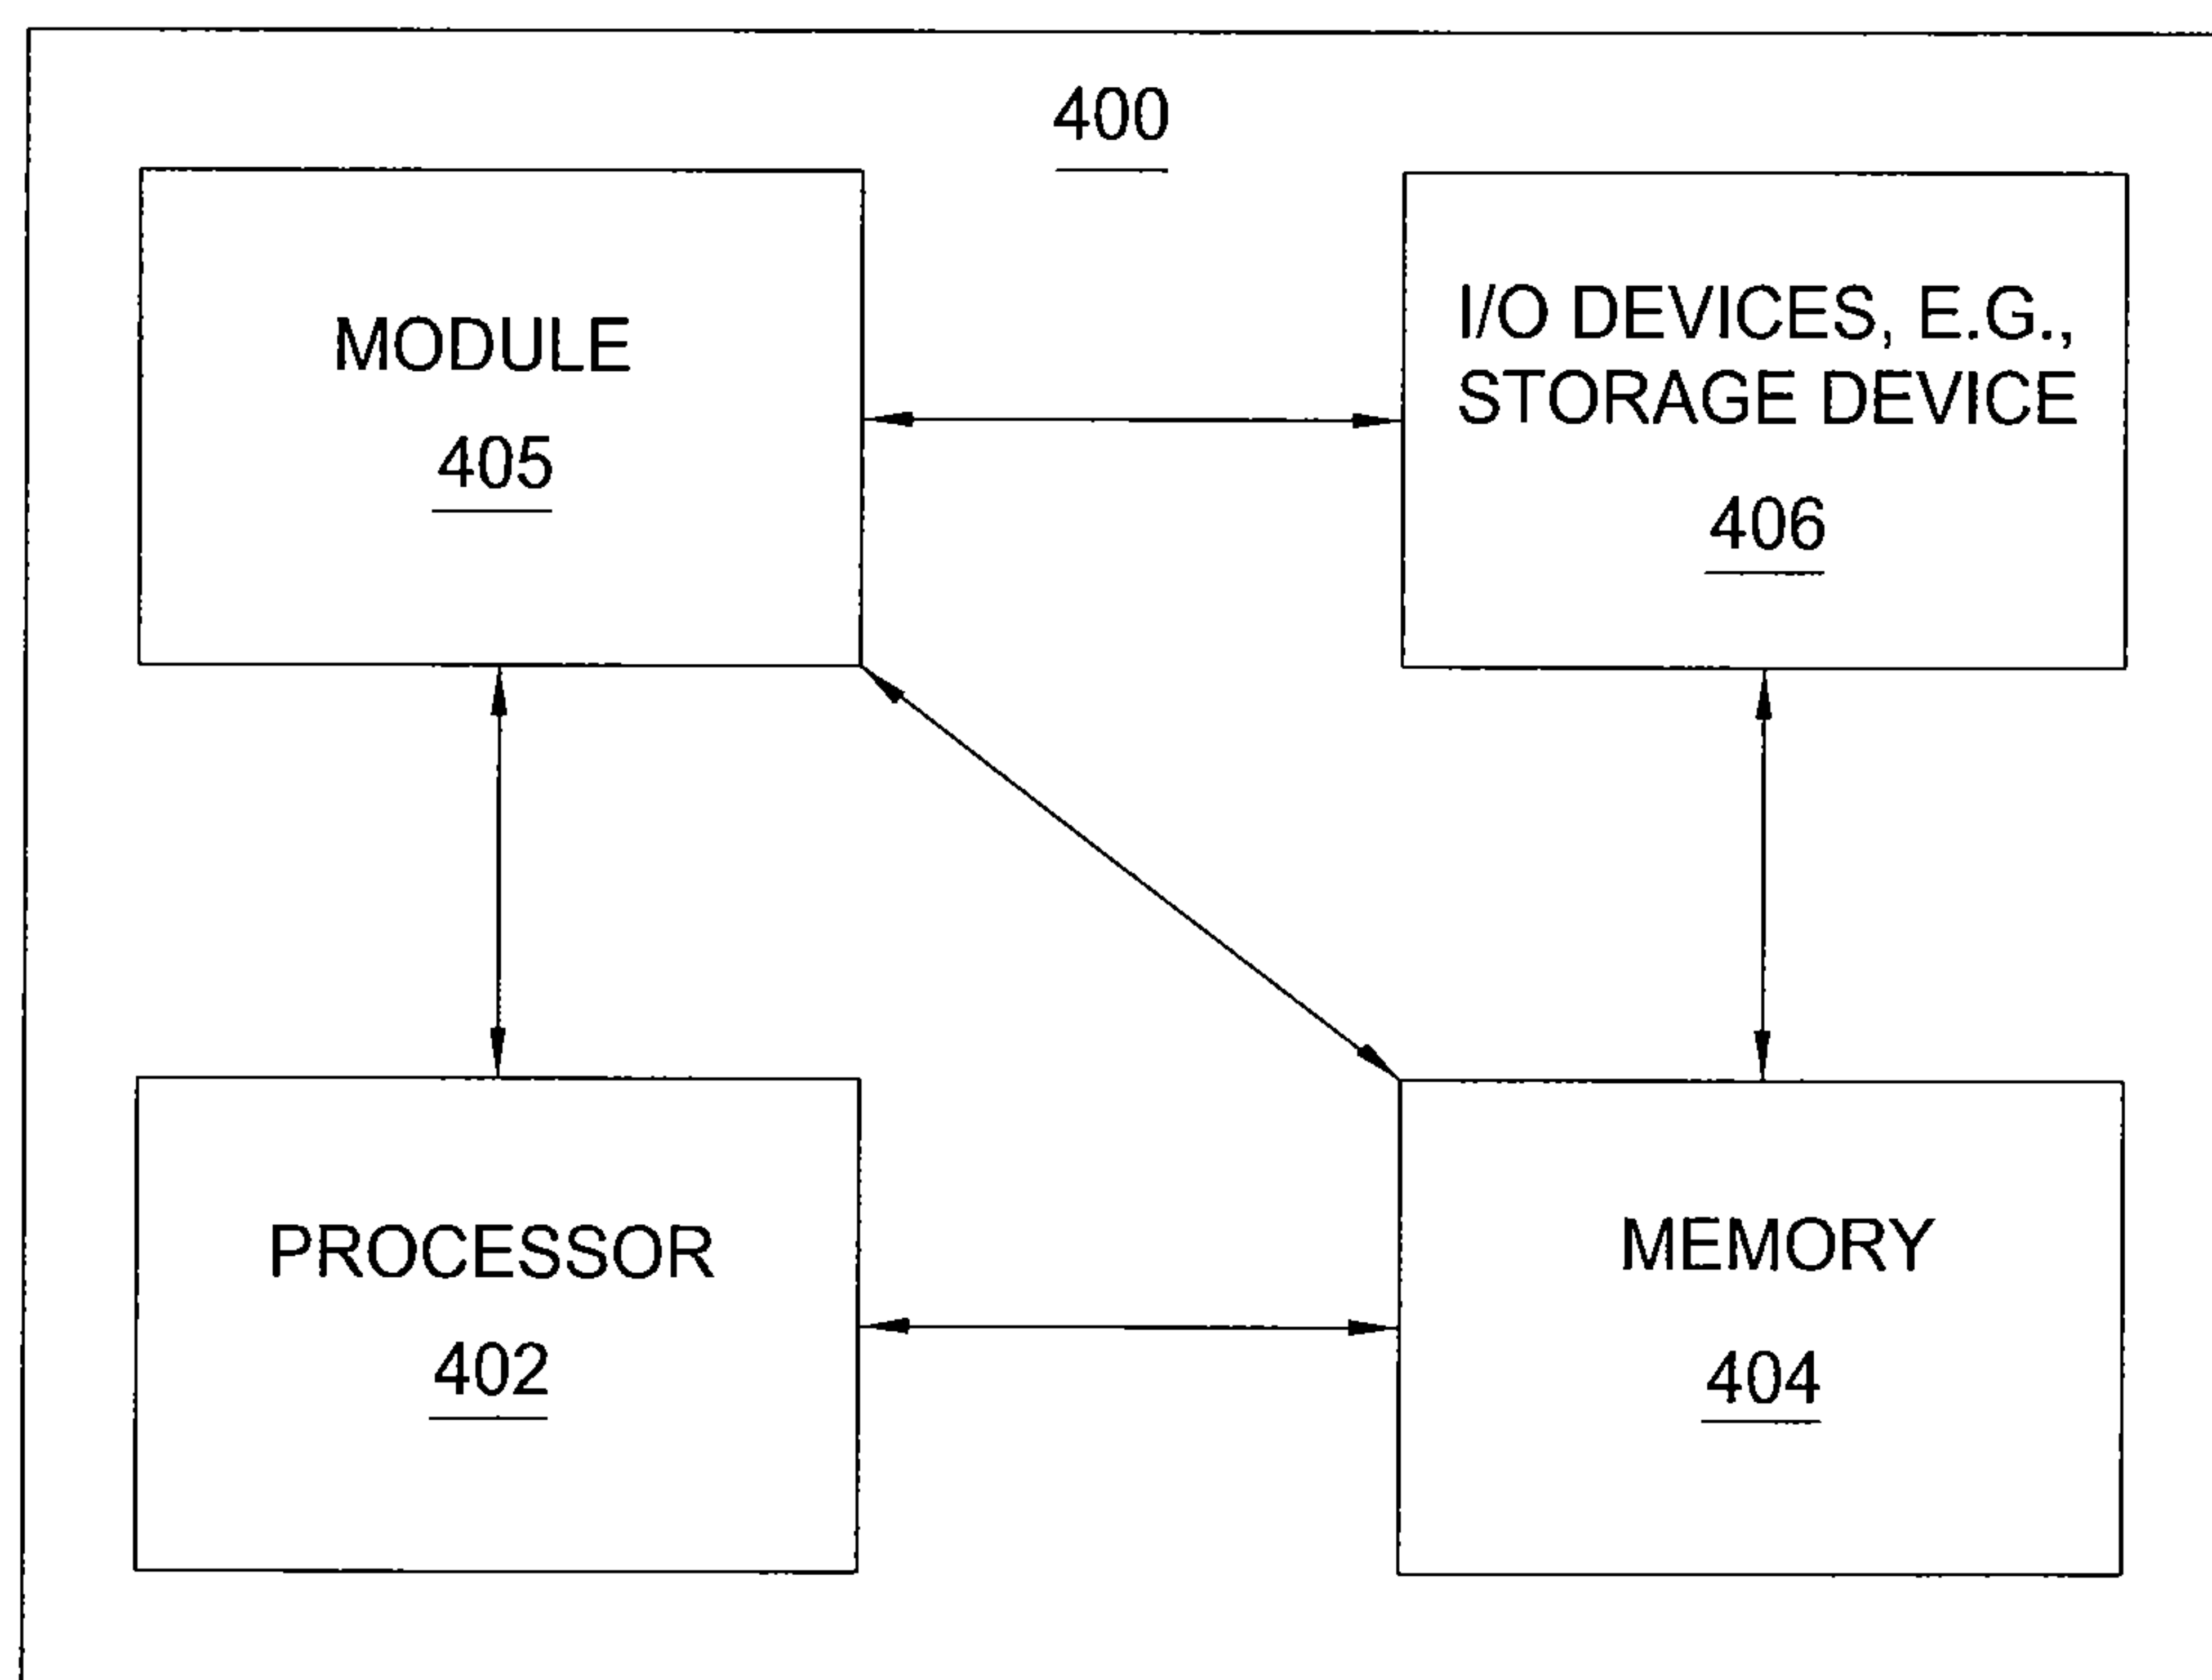 400
MODULE
405
I/O DEVICES, E.G.,
STORAGE DEVICE
406
PROCESSOR
402
MEMORY
404